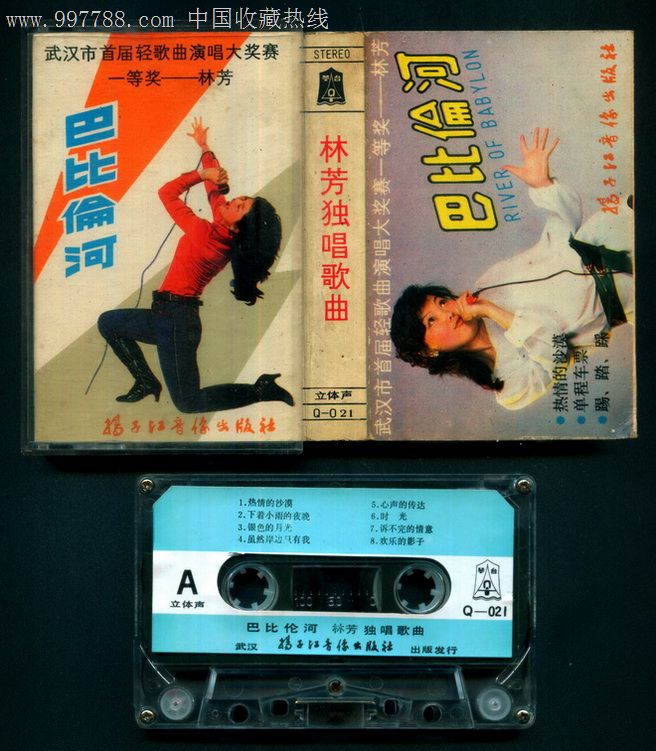 www.997788.com 中国收藏热线
武汉市首届轻歌曲演唱大奖赛
一等奖——林芳
巴比倫河
揚子江音像出版社
STEREO
琴台
Q
林芳独唱歌曲
立体声
Q-021
武汉市首届轻歌曲演唱大奖赛一等奖——林芳
巴比倫河
RIVER OF BABYLON
揚子江音像出版社
●热情的沙漠
●单程车票
●踢、踏、踩
1.热情的沙漠
2.下着小雨的夜晚
3.银色的月光
4.虽然岸边只有我
5.心声的传达
6.时 光
7.诉不完的情意
8.欢乐的影子
A
立体声
琴台
Q
Q—021
巴比伦河 林芳独唱歌曲
武汉 揚子江音像出版社 出版发行
100 50 0